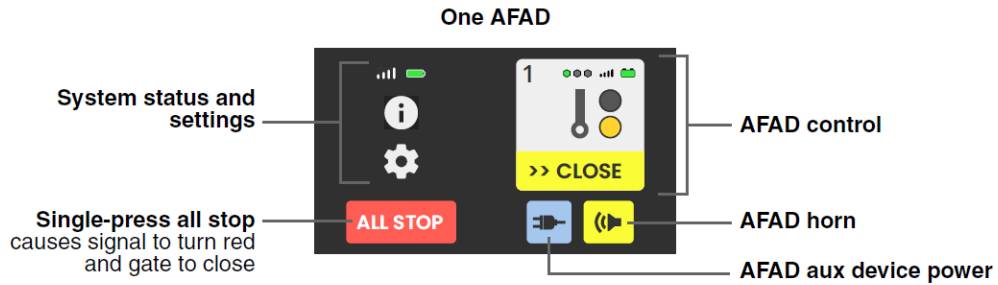 One AFAD
System status and
settings
1
>> CLOSE
AFAD control
Single-press all stop
causes signal to turn red
and gate to close
ALL STOP
AFAD horn
AFAD aux device power